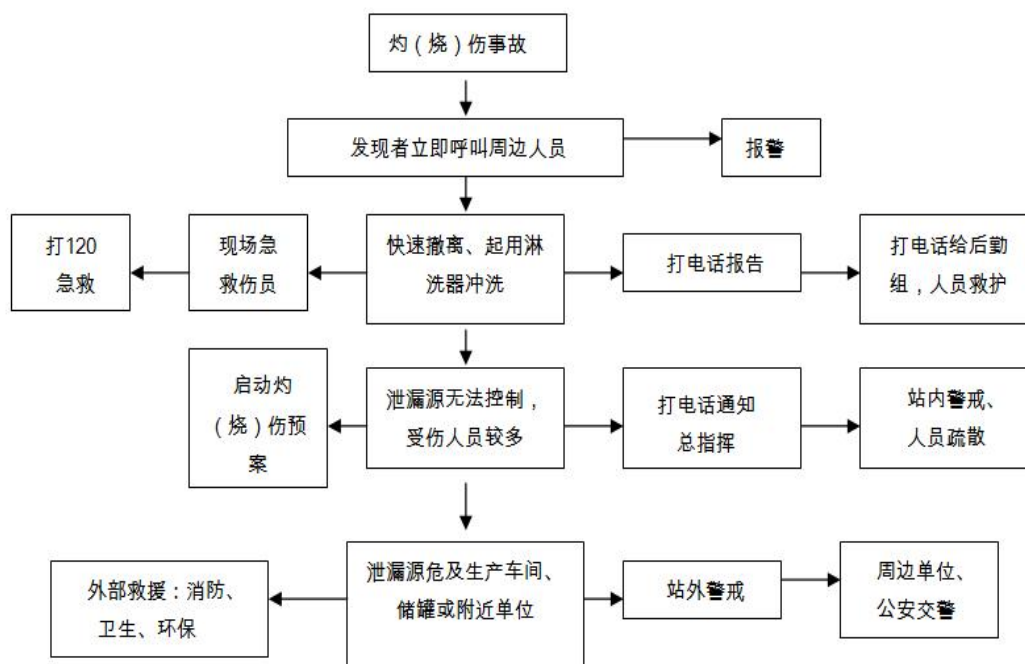 灼（烧）伤事故
发现者立即呼叫周边人员
报警
打120
急救
现场急
救伤员
快速撤离、起用淋
洗器冲洗
打电话报告
打电话给后勤
组，人员救护
启动灼
（烧）伤预
案
泄漏源无法控制，
受伤人员较多
打电话通知
总指挥
站内警戒、
人员疏散
外部救援：消防、
卫生、环保
泄漏源危及生产车间、
储罐或附近单位
站外警戒
周边单位、
公安交警